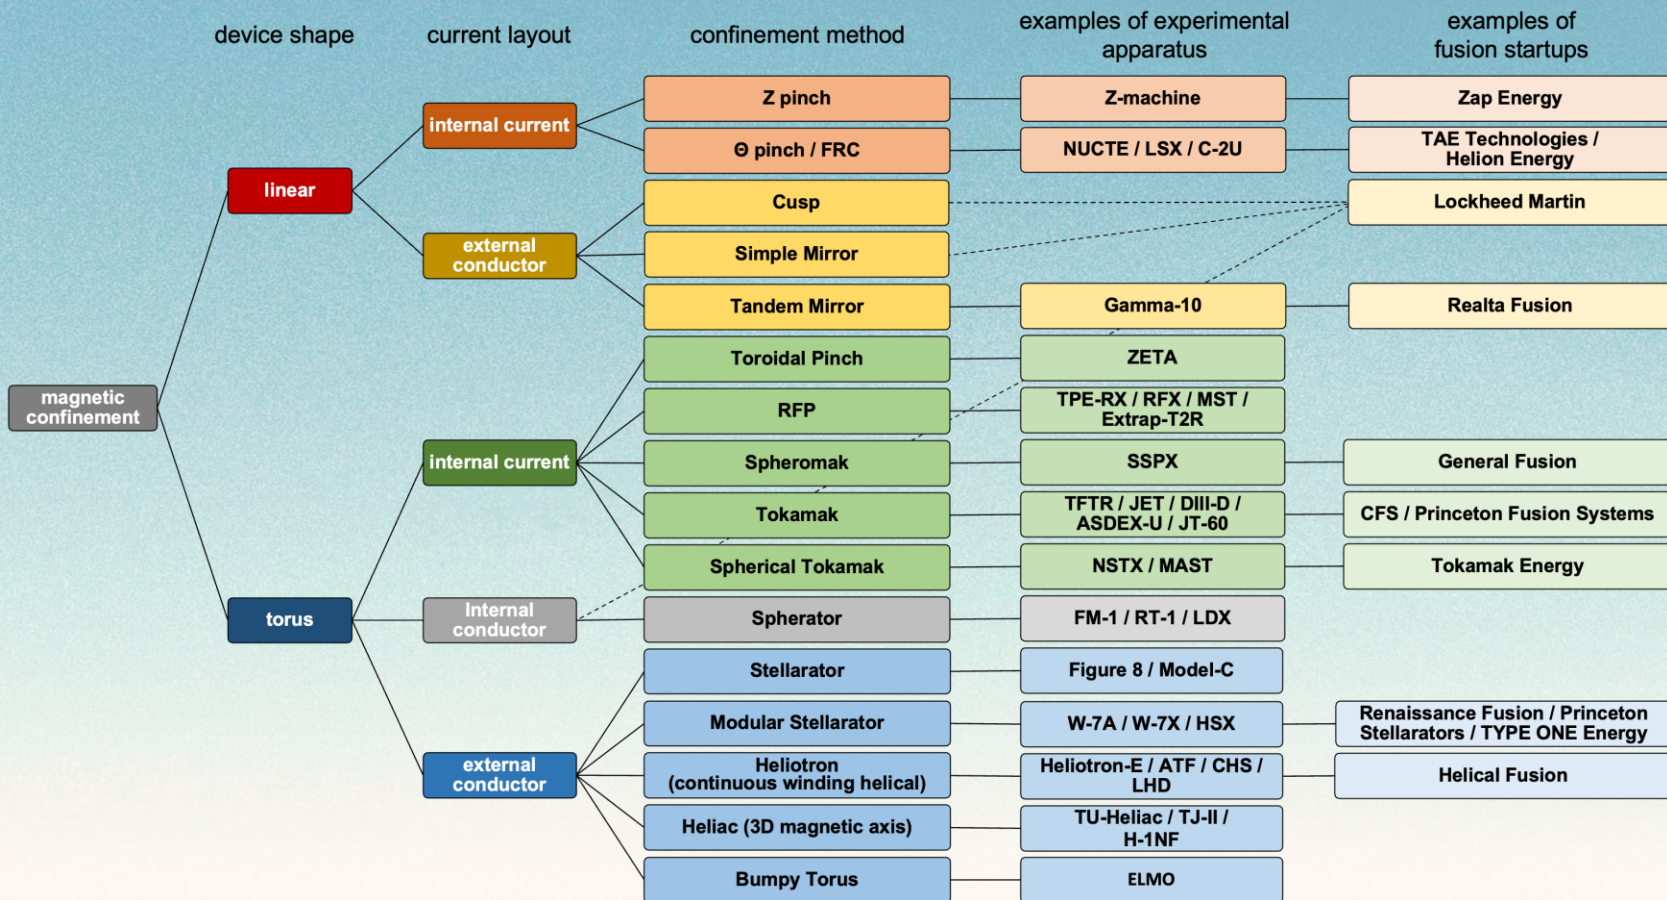 device shape
current layout
confinement method
examples of experimental
apparatus
examples of
fusion startups
Z pinch
Z-machine
Zap Energy
internal current
Θ pinch / FRC
NUCTE / LSX / C-2U
TAE Technologies /
Helion Energy
linear
Cusp
Lockheed Martin
external
conductor
Simple Mirror
Tandem Mirror
Gamma-10
Realta Fusion
Toroidal Pinch
ZETA
magnetic
confinement
RFP
TPE-RX / RFX / MST /
Extrap-T2R
internal current
Spheromak
SSPX
General Fusion
Tokamak
TFTR / JET / DIII-D /
ASDEX-U / JT-60
CFS / Princeton Fusion Systems
Spherical Tokamak
NSTX / MAST
Tokamak Energy
torus
Internal
conductor
Spherator
FM-1 / RT-1 / LDX
Stellarator
Figure 8 / Model-C
Modular Stellarator
W-7A / W-7X / HSX
Renaissance Fusion / Princeton
Stellarators / TYPE ONE Energy
external
conductor
Heliotron
(continuous winding helical)
Heliotron-E / ATF / CHS /
LHD
Helical Fusion
Heliac (3D magnetic axis)
TU-Heliac / TJ-II /
H-1NF
Bumpy Torus
ELMO